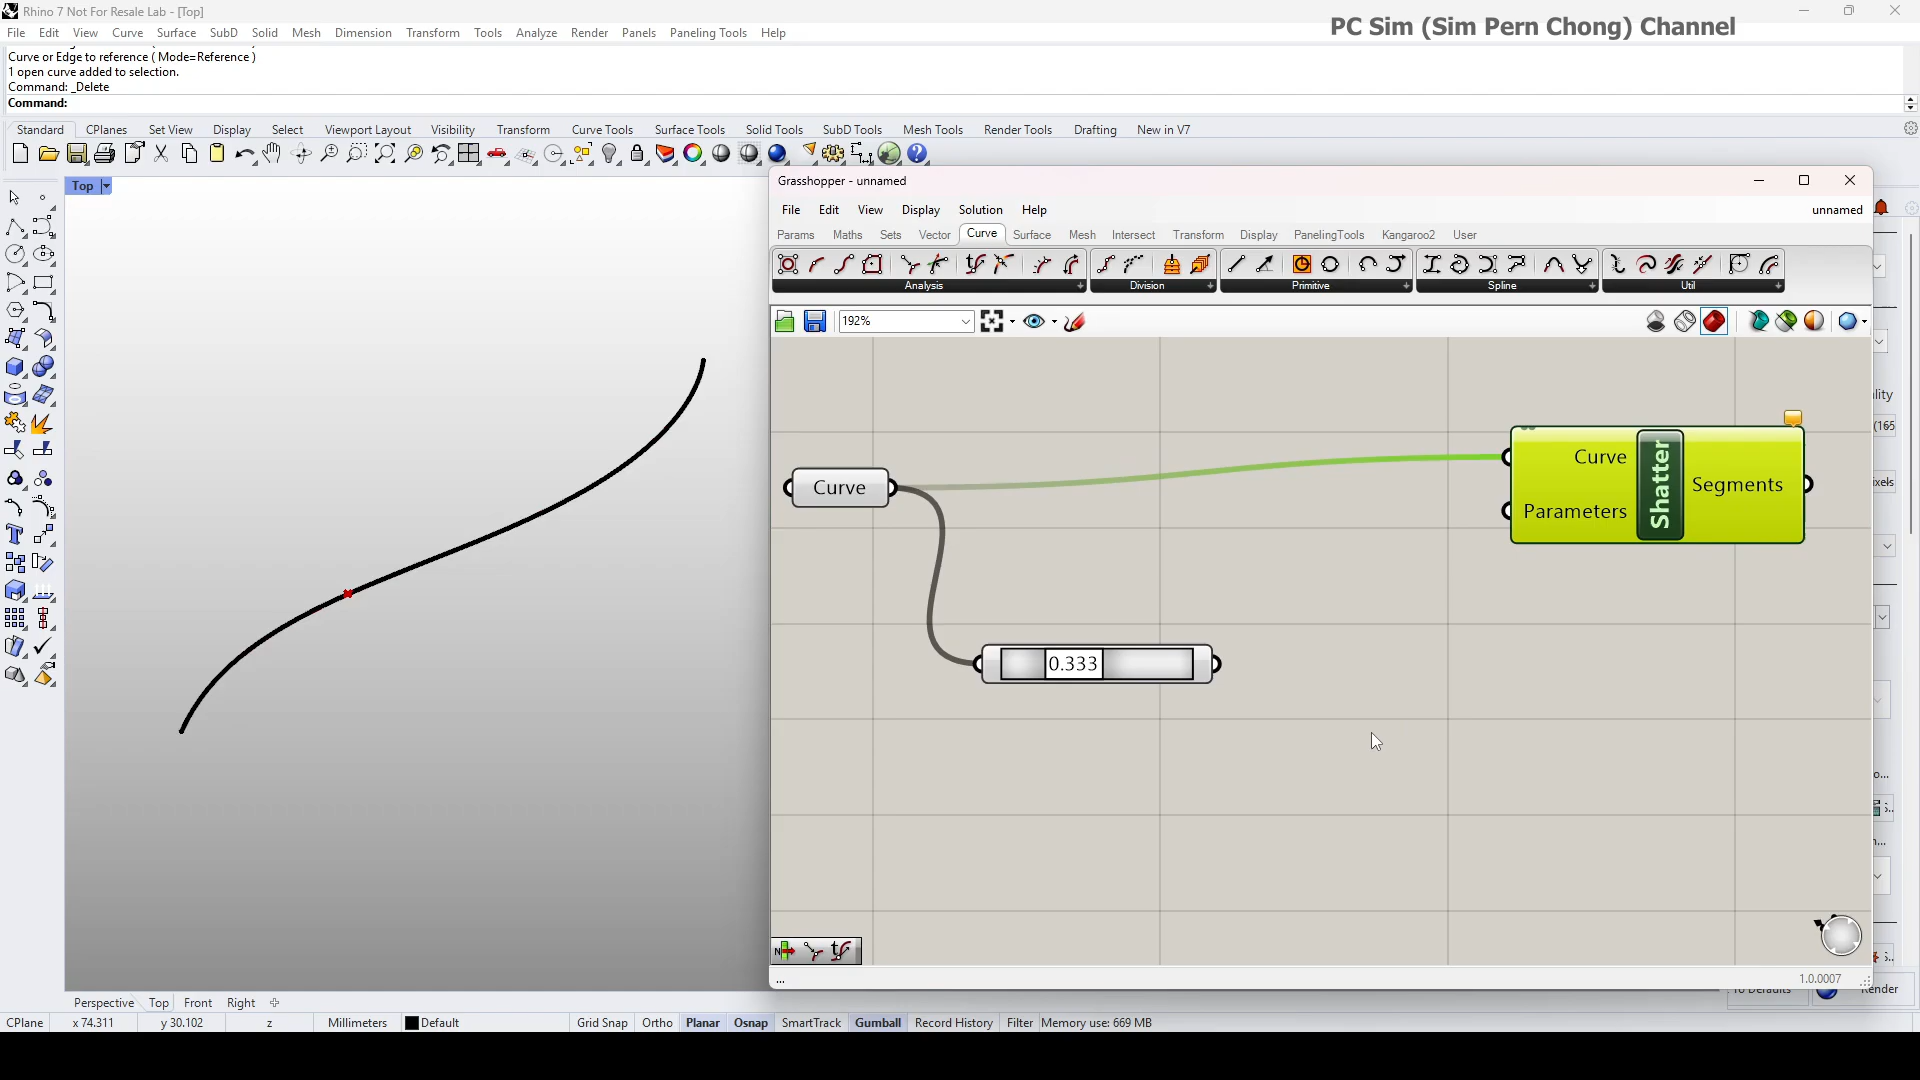 Rhino 7 Not For Resale Lab - [Top]
PC Sim (Sim Pern Chong) Channel
File Edit View Curve Surface SubD Solid Mesh Dimension Transform Tools Analyze Render Panels Paneling Tools Help
Curve or Edge to reference ( Mode=Reference )
1 open curve added to selection.
Command: _Delete
Command:
Standard CPlanes Set View Display Select Viewport Layout Visibility Transform Curve Tools Surface Tools Solid Tools SubD Tools Mesh Tools Render Tools Drafting New in V7
Top
Grasshopper - unnamed
File Edit View Display Solution Help unnamed
Params Maths Sets Vector Curve Surface Mesh Intersect Transform Display PanelingTools Kangaroo2 User
Analysis Division Primitive Spline Util
192%
lity
(165
ixels
Curve
Curve
Parameters
Shatter
Segments
0.333
o...
S..
n...
S..
...
1.0.0007
Render
Perspective Top Front Right
CPlane x 74.311 y 30.102 z Millimeters Default Grid Snap Ortho Planar Osnap SmartTrack Gumball Record History Filter Memory use: 669 MB